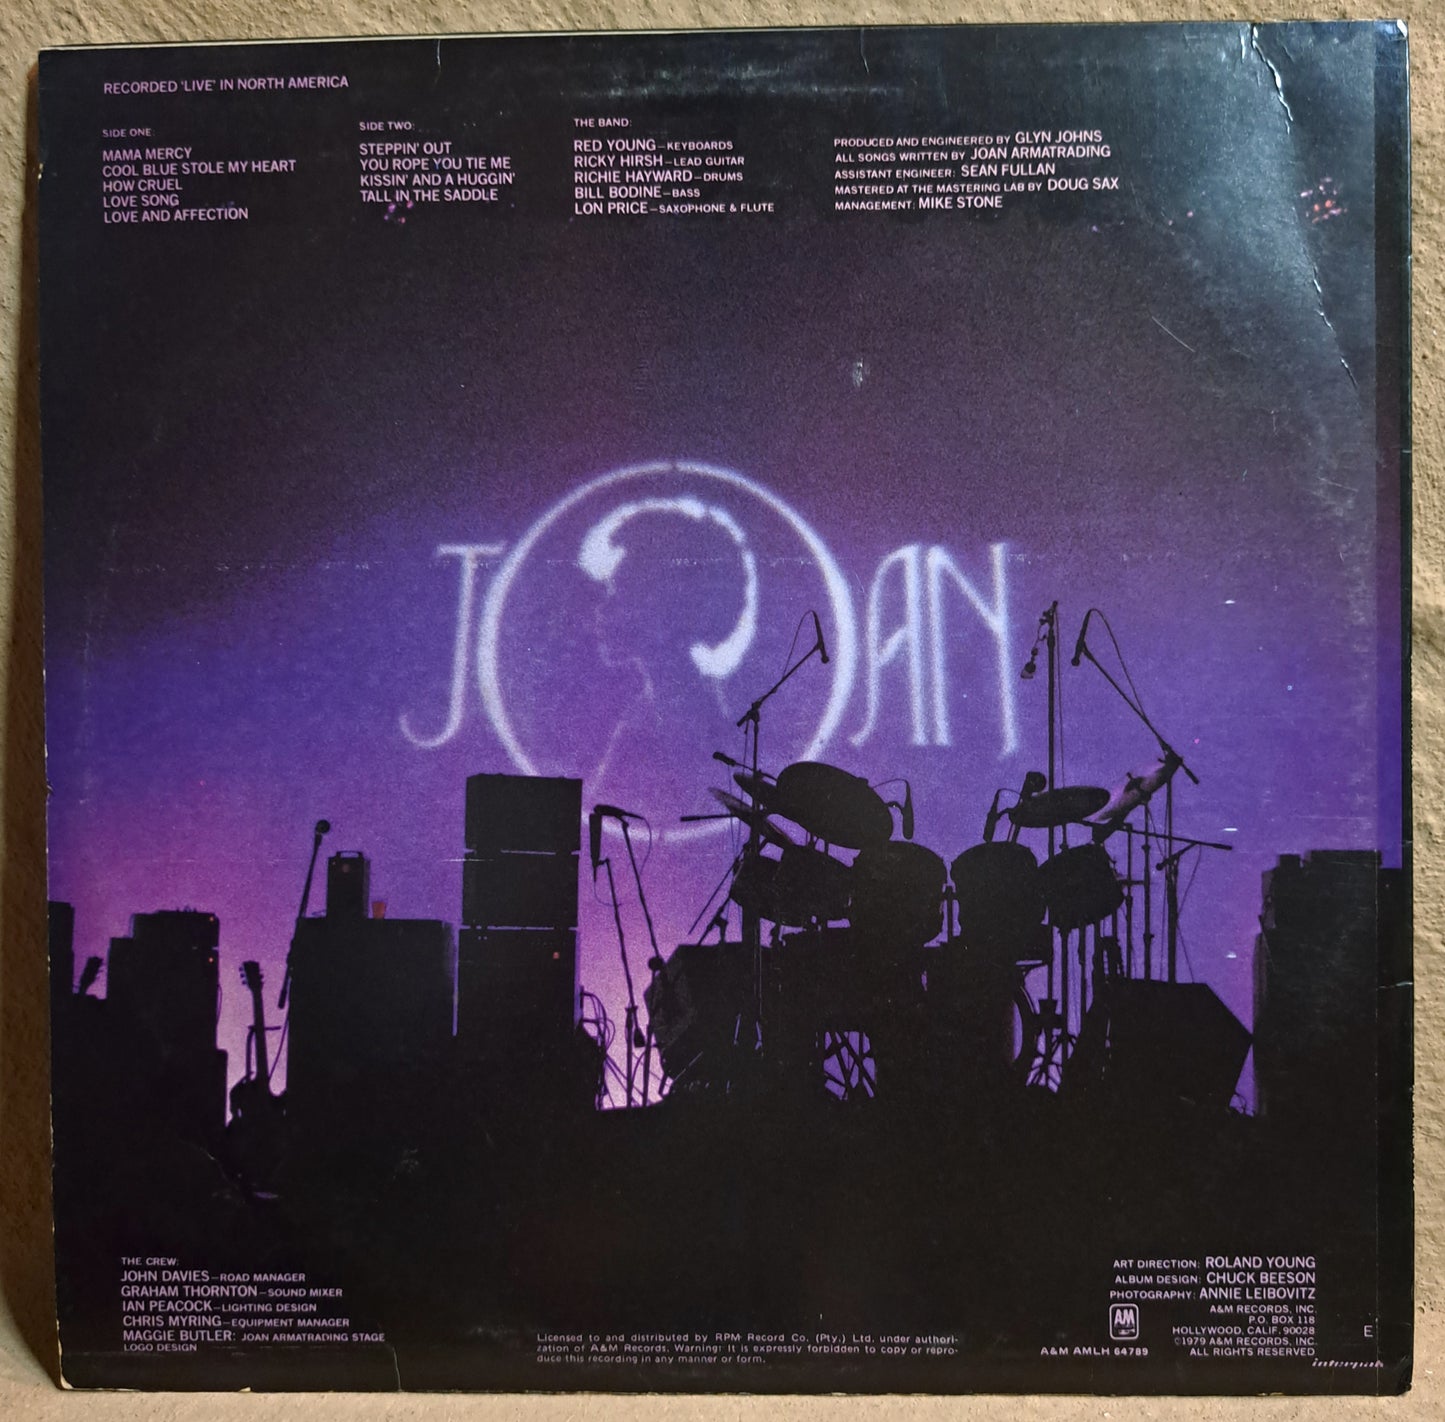 RECORDED 'LIVE' IN NORTH AMERICA
SIDE ONE:
MAMA MERCY
COOL BLUE STOLE MY HEART
HOW CRUEL
LOVE SONG
LOVE AND AFFECTION
SIDE TWO:
STEPPIN' OUT
YOU ROPE YOU TIE ME
KISSIN' AND A HUGGIN'
TALL IN THE SADDLE
THE BAND:
RED YOUNG—KEYBOARDS
RICKY HIRSH—LEAD GUITAR
RICHIE HAYWARD—DRUMS
BILL BODINE—BASS
LON PRICE—SAXOPHONE & FLUTE
PRODUCED AND ENGINEERED BY GLYN JOHNS
ALL SONGS WRITTEN BY JOAN ARMATRADING
ASSISTANT ENGINEER: SEAN FULLAN
MASTERED AT THE MASTERING LAB BY DOUG SAX
MANAGEMENT: MIKE STONE
JOAN
THE CREW:
JOHN DAVIES—ROAD MANAGER
GRAHAM THORNTON—SOUND MIXER
IAN PEACOCK—LIGHTING DESIGN
CHRIS MYRING—EQUIPMENT MANAGER
MAGGIE BUTLER: JOAN ARMATRADING STAGE
LOGO DESIGN
Licensed to and distributed by RPM Record Co. (Pty.) Ltd. under authori-
zation of A&M Records. Warning: It is expressly forbidden to copy or repro-
duce this recording in any manner or form.
ART DIRECTION: ROLAND YOUNG
ALBUM DESIGN: CHUCK BEESON
PHOTOGRAPHY: ANNIE LEIBOVITZ
AM
A&M RECORDS, INC.
P.O. BOX 118
HOLLYWOOD, CALIF. 90028
©1979 A&M RECORDS, INC.
ALL RIGHTS RESERVED
A&M AMLH 64789
E
interpak